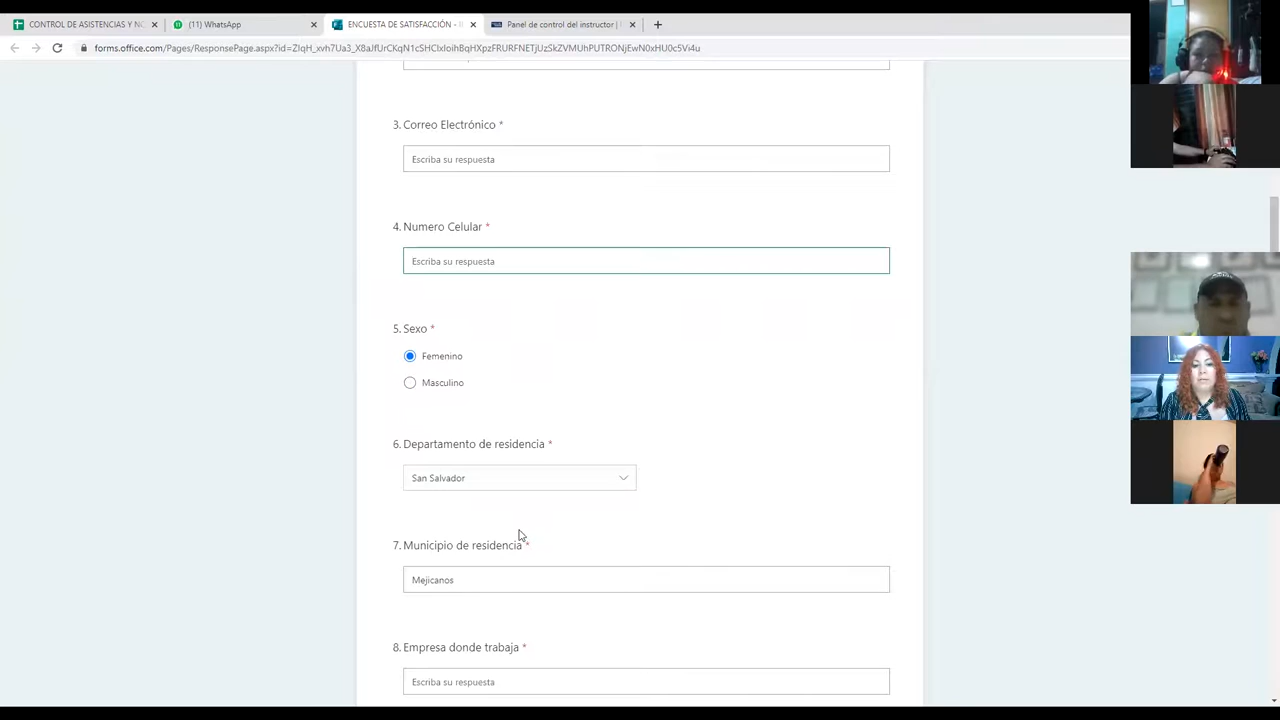 CONTROL DE ASISTENCIAS Y NO
(11) WhatsApp
ENCUESTA DE SATISFACCIÓN - I
Panel de control del instructor |
forms.office.com/Pages/ResponsePage.aspx?id=
3. Correo Electrónico *
Escriba su respuesta
4. Numero Celular *
Escriba su respuesta
5. Sexo *
Femenino
Masculino
6. Departamento de residencia *
San Salvador
7. Municipio de residencia *
Mejicanos
8. Empresa donde trabaja *
Escriba su respuesta